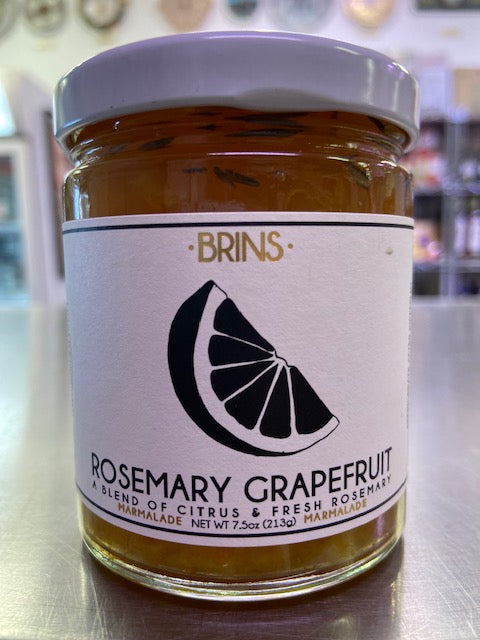 ·BRINS·
ROSEMARY GRAPEFRUIT
A BLEND OF CITRUS & FRESH ROSEMARY
MARMALADE NET WT 7.5oz (213g) MARMALADE